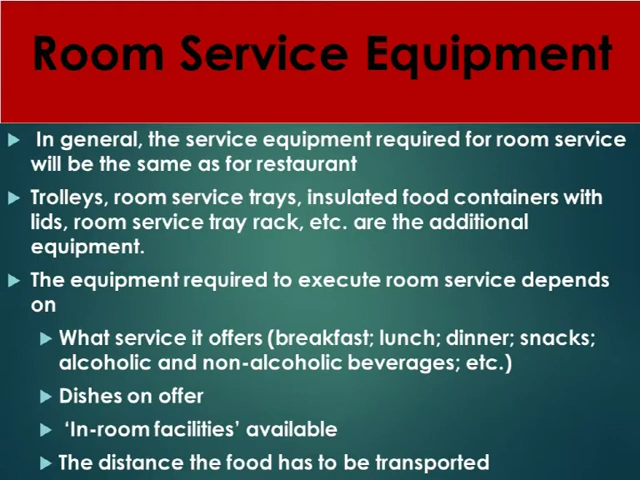 Room Service Equipment
In general, the service equipment required for room service
will be the same as for restaurant
Trolleys, room service trays, insulated food containers with
lids, room service tray rack, etc. are the additional
equipment.
The equipment required to execute room service depends
on
What service it offers (breakfast; lunch; dinner; snacks;
alcoholic and non-alcoholic beverages; etc.)
Dishes on offer
‘In-room facilities’ available
The distance the food has to be transported